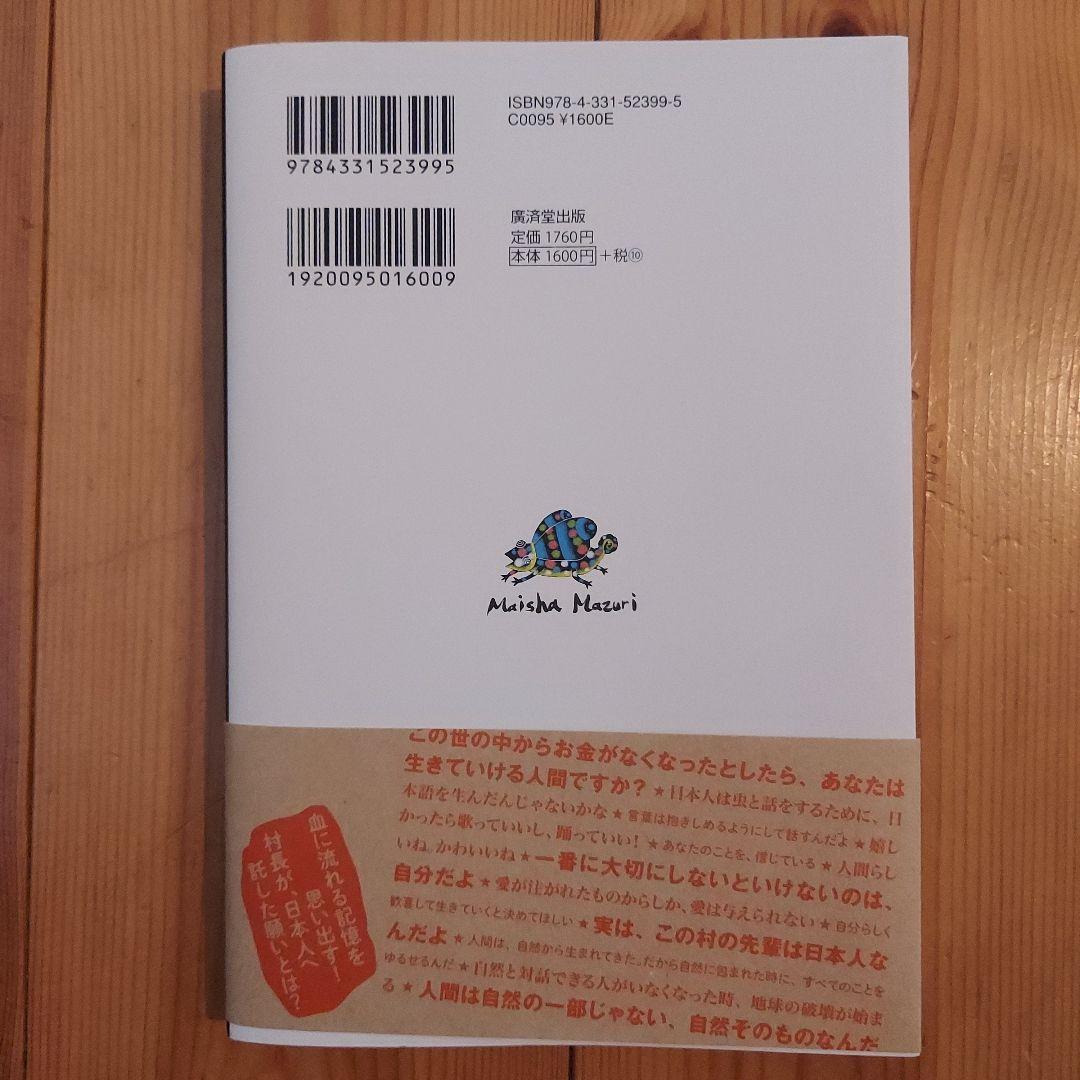 ISBN978-4-331-52399-5
C0095 ¥1600E
9784331523995
廣済堂出版
定価 1760円
本体 1600円 +税⑩
1920095016009
Maisha Mazuri
この世の中からお金がなくなったとしたら、あなたは
生きていける人間ですか?★日本人は虫と話をするために、日
本語を生んだんじゃないかな★言葉は抱きしめるようにして話すんだよ★嬉し
かったら歌っていいし、踊っていい!★あなたのことを、信じている★人間らし
いね。かわいいね★一番に大切にしないといけないのは、
自分だよ★愛が注がれたものからしか、愛は与えられない★自分らしく
歓喜して生きていくと決めてほしい★実は、この村の先輩は日本人な
んだよ★人間は、自然から生まれてきた。だから自然に包まれた時に、すべてのことを
ゆるせるんだ★自然と対話できる人がいなくなった時、地球の破壊が始ま
る★人間は自然の一部じゃない、自然そのものなんだ
血に流れる記憶を
思い出す!
村長が、日本人へ
託した願いとは?